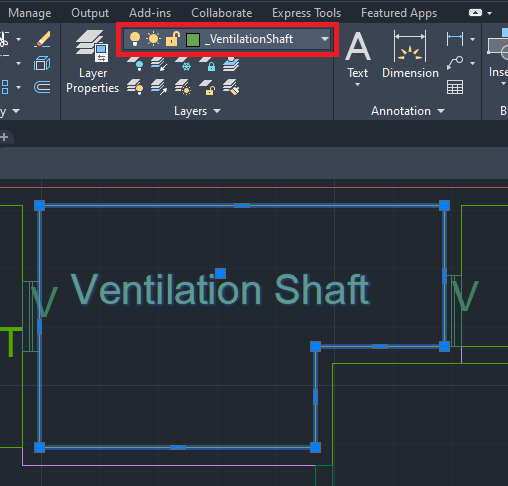 Manage Output Add-ins Collaborate Express Tools Featured Apps
_VentilationShaft
Layer
Properties
Text
Dimension
Layers
Annotation
Ventilation Shaft
V
V
T